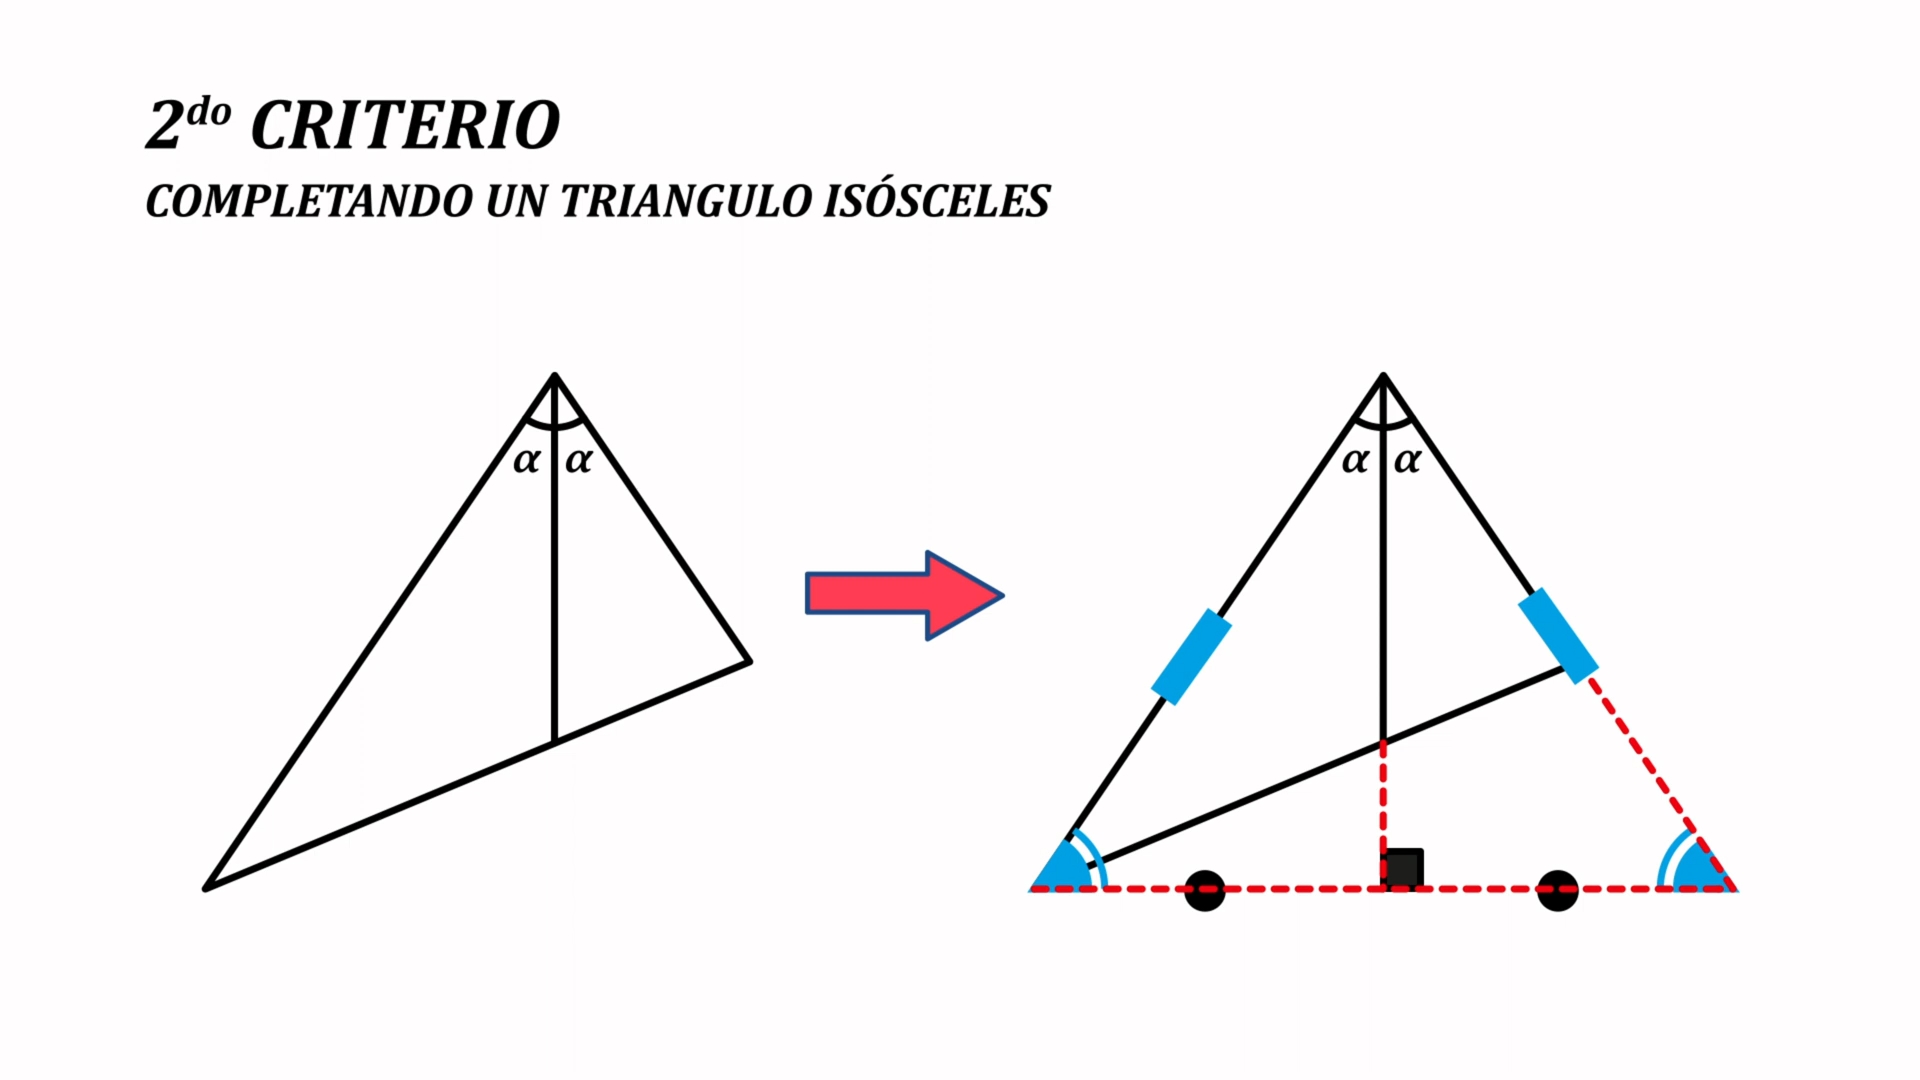 2do CRITERIO
COMPLETANDO UN TRIANGULO ISÓSCELES
α α
α α